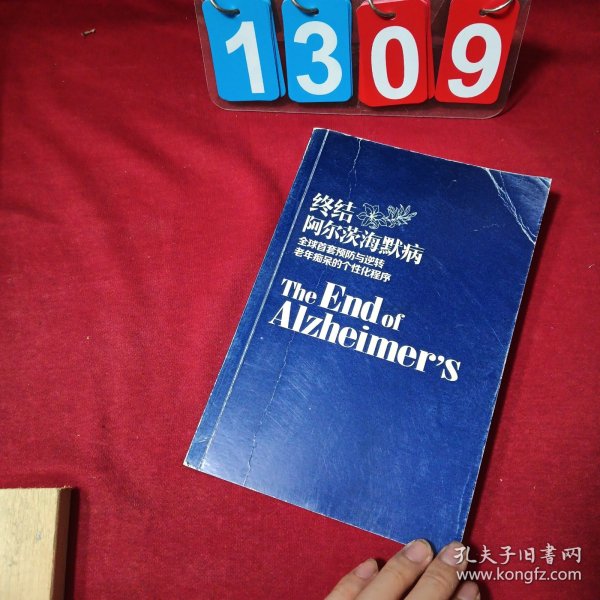 1309
终结
阿尔茨海默病
全球首套预防与逆转
老年痴呆的个性化程序
The End of
Alzheimer's
孔夫子旧书网
www.kongfz.com